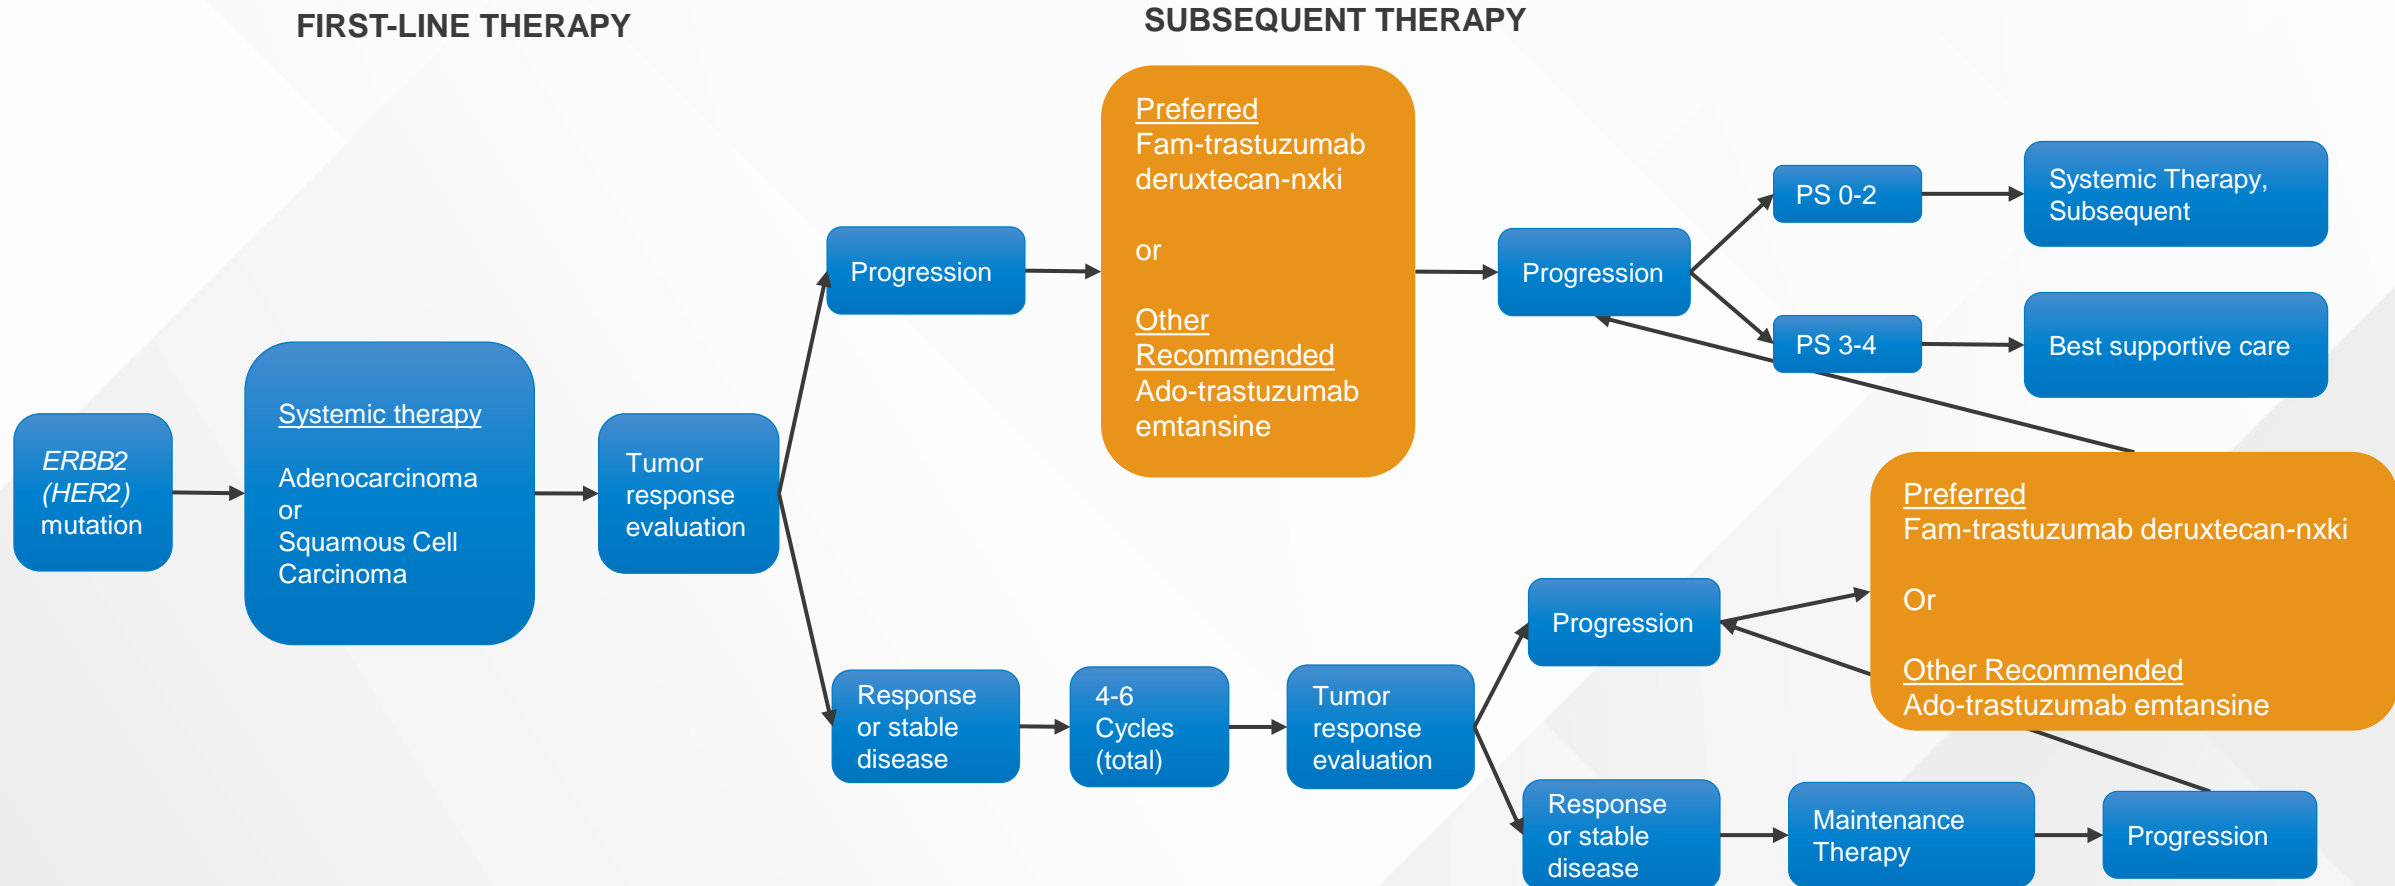 FIRST-LINE THERAPY
SUBSEQUENT THERAPY
ERBB2
(HER2)
mutation
Systemic therapy
Adenocarcinoma
or
Squamous Cell
Carcinoma
Tumor
response
evaluation
Progression
Preferred
Fam-trastuzumab
deruxtecan-nxki
or
Other
Recommended
Ado-trastuzumab
emtansine
Progression
PS 0-2
Systemic Therapy,
Subsequent
PS 3-4
Best supportive care
Response
or stable
disease
4-6
Cycles
(total)
Tumor
response
evaluation
Progression
Preferred
Fam-trastuzumab deruxtecan-nxki
Or
Other Recommended
Ado-trastuzumab emtansine
Response
or stable
disease
Maintenance
Therapy
Progression